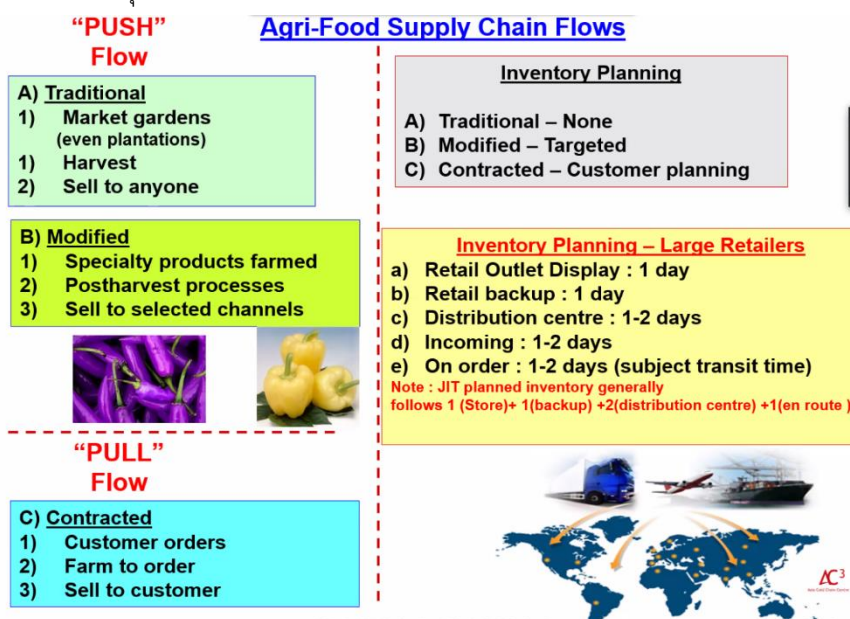 "PUSH"
Flow
Agri-Food Supply Chain Flows
A) Traditional
1) Market gardens
(even plantations)
1) Harvest
2) Sell to anyone
B) Modified
1) Specialty products farmed
2) Postharvest processes
3) Sell to selected channels
"PULL"
Flow
C) Contracted
1) Customer orders
2) Farm to order
3) Sell to customer
Inventory Planning
A) Traditional – None
B) Modified – Targeted
C) Contracted – Customer planning
Inventory Planning – Large Retailers
a) Retail Outlet Display : 1 day
b) Retail backup : 1 day
c) Distribution centre : 1-2 days
d) Incoming : 1-2 days
e) On order : 1-2 days (subject transit time)
Note : JIT planned inventory generally
follows 1 (Store)+ 1(backup) +2(distribution centre) +1(en route )
AC3
Asia Cold Chain Centre